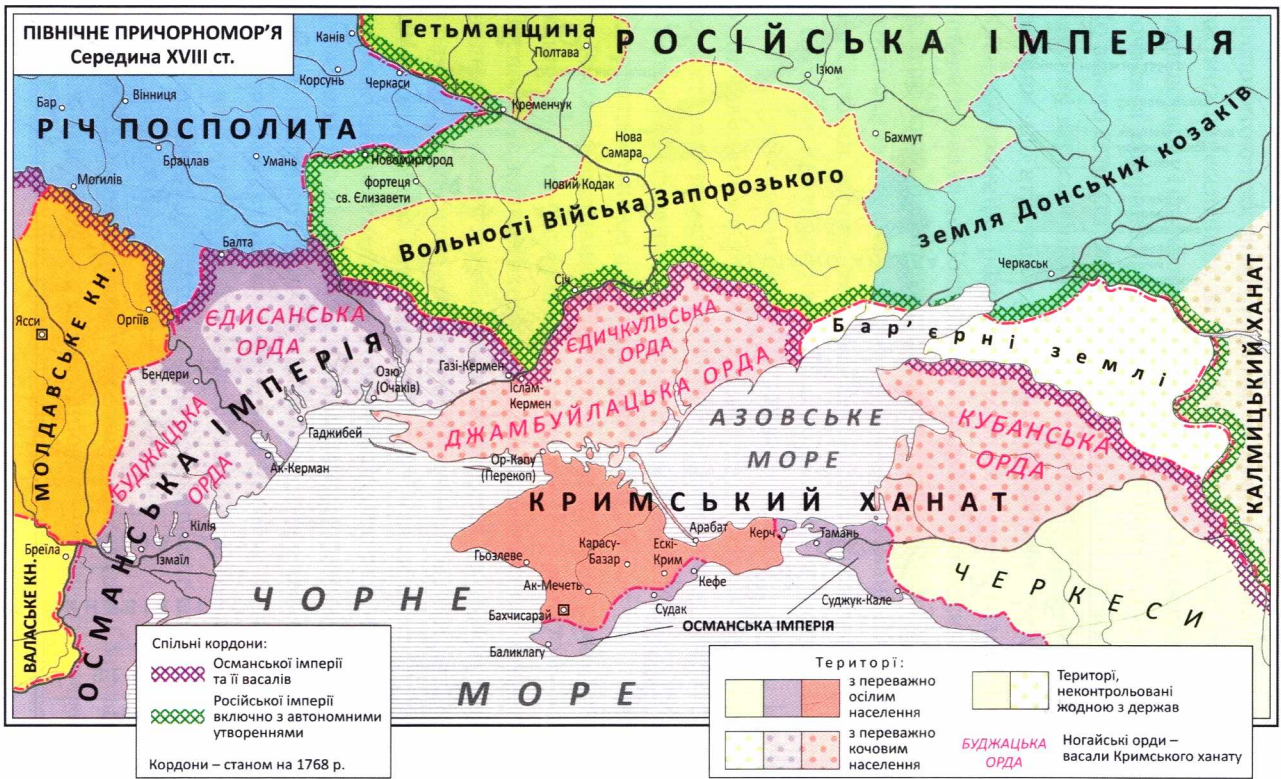 ПІВНІЧНЕ ПРИЧОРНОМОР'Я
Середина XVIII ст.
Гетьманщина
РОСІЙСЬКА ІМПЕРІЯ
Канів
Полтава
Корсунь
Черкаси
Ізюм
Бар
Вінниця
Кременчук
РІЧ ПОСПОЛИТА
Бахмут
Брацлав
Умань
Новомиргород
Нова
Самара
Могилів
фортеця
св. Єлизавети
Новий Кодак
Вольності Війська Запорозького
земля Донських козаків
Балта
Січ
Черкаськ
КАЛМИЦЬКИЙ ХАНАТ
МОЛДАВСЬКЕ КН.
Ясси
Оргіїв
ЄДИСАНСЬКА
ОРДА
ЄДИЧКУЛЬСЬКА
ОРДА
Бар'єрні землі
Бендери
Озю
(Очаків)
Газі-Кермен
Іслам-
Кермен
ДЖАМБУЙЛАЦЬКА ОРДА
АЗОВСЬКЕ
МОРЕ
КУБАНСЬКА
ОРДА
БУДЖАЦЬКА
ОРДА
Гаджибей
Ак-Керман
Ор-Капу
(Перекоп)
ОСМАНСЬКА ІМПЕРІЯ
КРИМСЬКИЙ ХАНАТ
Кілія
Ізмаїл
Бреїла
ВАЛАСЬКЕ КН.
Арабат
Керч
Тамань
Гьозлеве
Карасу-
Базар
Ескі-
Крим
Кефе
Ак-Мечеть
Судак
Суджук-Кале
ЧЕРКЕСИ
Бахчисарай
Баликлагу
ОСМАНСЬКА ІМПЕРІЯ
ЧОРНЕ
МОРЕ
Спільні кордони:
Османської імперії
та її васалів
Російської імперії
включно з автономними
утвореннями
Кордони – станом на 1768 р.
Території:
з переважно
осілим
населення
з переважно
кочовим
населення
Території,
неконтрольовані
жодною з держав
БУДЖАЦЬКА
ОРДА
Ногайські орди –
васали Кримського ханату